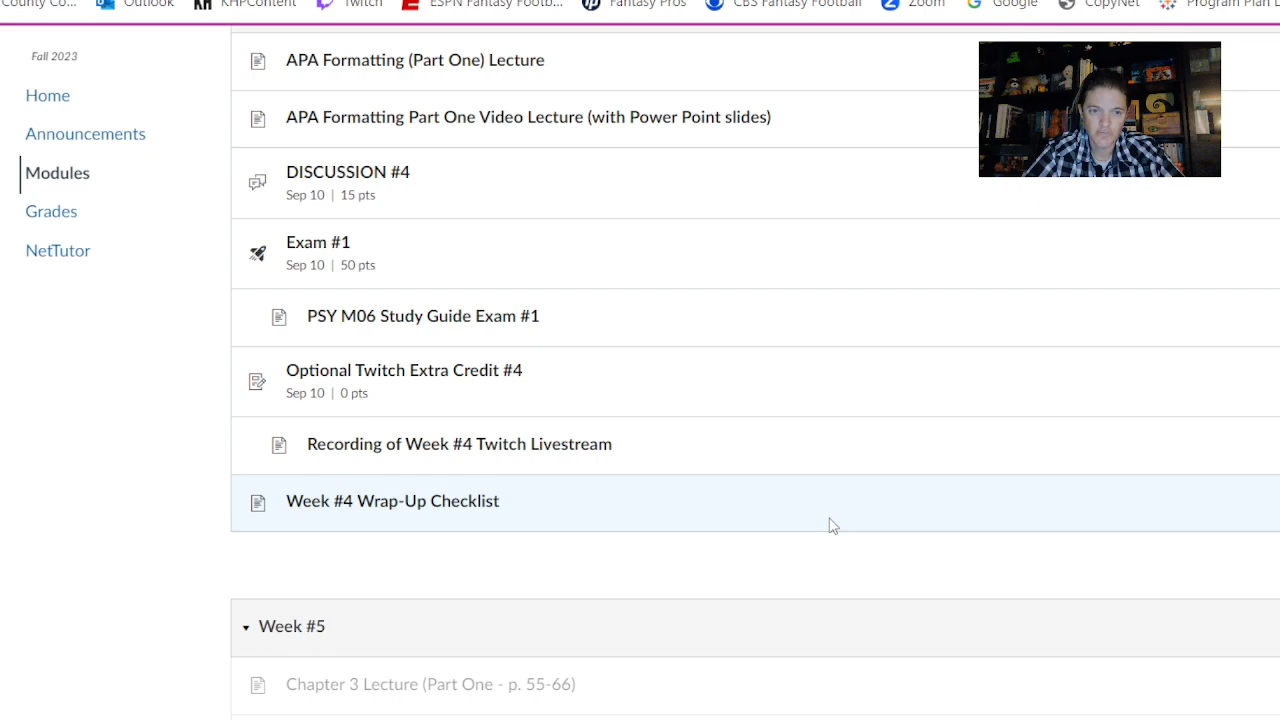 County Co... Outlook KHPContent Twitch ESPN Fantasy Footb... Fantasy Pros CBS Fantasy Football Zoom Google CopyNet Program Plan D
Fall 2023
Home
Announcements
Modules
Grades
NetTutor
APA Formatting (Part One) Lecture
APA Formatting Part One Video Lecture (with Power Point slides)
DISCUSSION #4
Sep 10 | 15 pts
Exam #1
Sep 10 | 50 pts
PSY M06 Study Guide Exam #1
Optional Twitch Extra Credit #4
Sep 10 | 0 pts
Recording of Week #4 Twitch Livestream
Week #4 Wrap-Up Checklist
Week #5
Chapter 3 Lecture (Part One - p. 55-66)